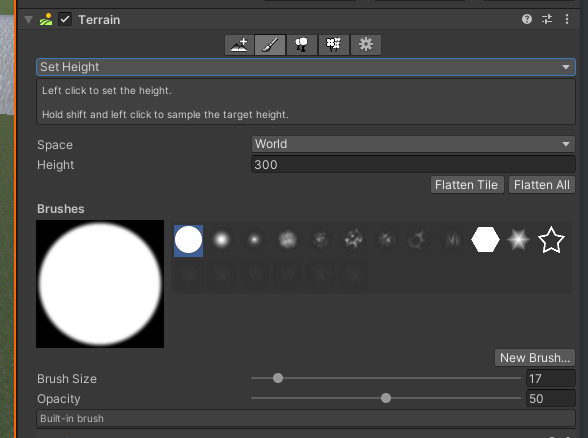 Terrain
Set Height
Left click to set the height.
Hold shift and left click to sample the target height.
Space World
Height 300
Flatten Tile Flatten All
Brushes
New Brush...
Brush Size 17
Opacity 50
Built-in brush